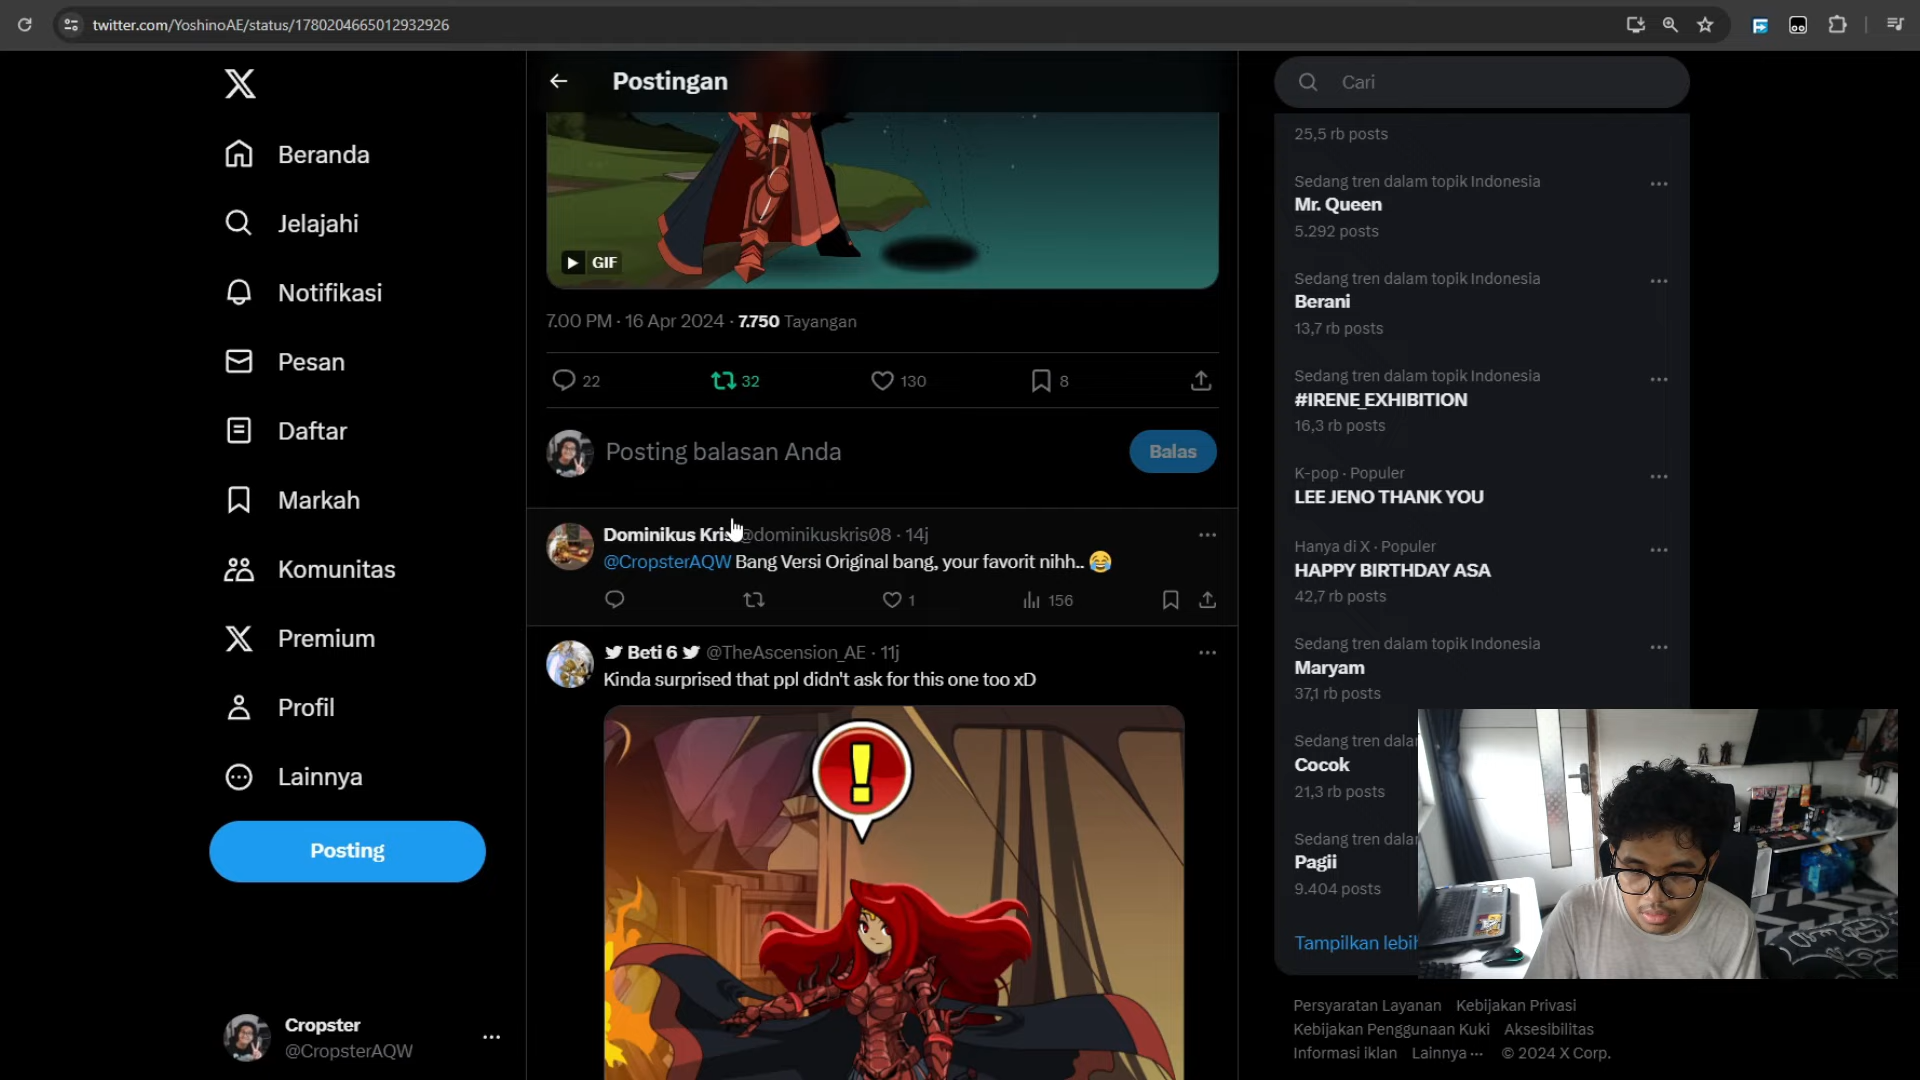 twitter.com/YoshinoAE/status/1780204665012932926
Beranda
Jelajahi
Notifikasi
Pesan
Daftar
Markah
Komunitas
Premium
Profil
Lainnya
Posting
Cropster
@CropsterAQW
Postingan
GIF
7.00 PM · 16 Apr 2024 · 7.750 Tayangan
22 32 130 8
Posting balasan Anda
Balas
Dominikus Kris @dominikuskris08 · 14j
@CropsterAQW Bang Versi Original bang, your favorit nihh.. 😂
1 156
Beti 6 @TheAscension_AE · 11j
Kinda surprised that ppl didn't ask for this one too xD
!
Cari
25,5 rb posts
Sedang tren dalam topik Indonesia
Mr. Queen
5.292 posts
Sedang tren dalam topik Indonesia
Berani
13,7 rb posts
Sedang tren dalam topik Indonesia
#IRENE_EXHIBITION
16,3 rb posts
K-pop · Populer
LEE JENO THANK YOU
Hanya di X · Populer
HAPPY BIRTHDAY ASA
42,7 rb posts
Sedang tren dalam topik Indonesia
Maryam
37,1 rb posts
Sedang tren dala
Cocok
21,3 rb posts
Sedang tren dala
Pagii
9.404 posts
Tampilkan lebih
Persyaratan Layanan Kebijakan Privasi
Kebijakan Penggunaan Kuki Aksesibilitas
Informasi iklan Lainnya ··· © 2024 X Corp.